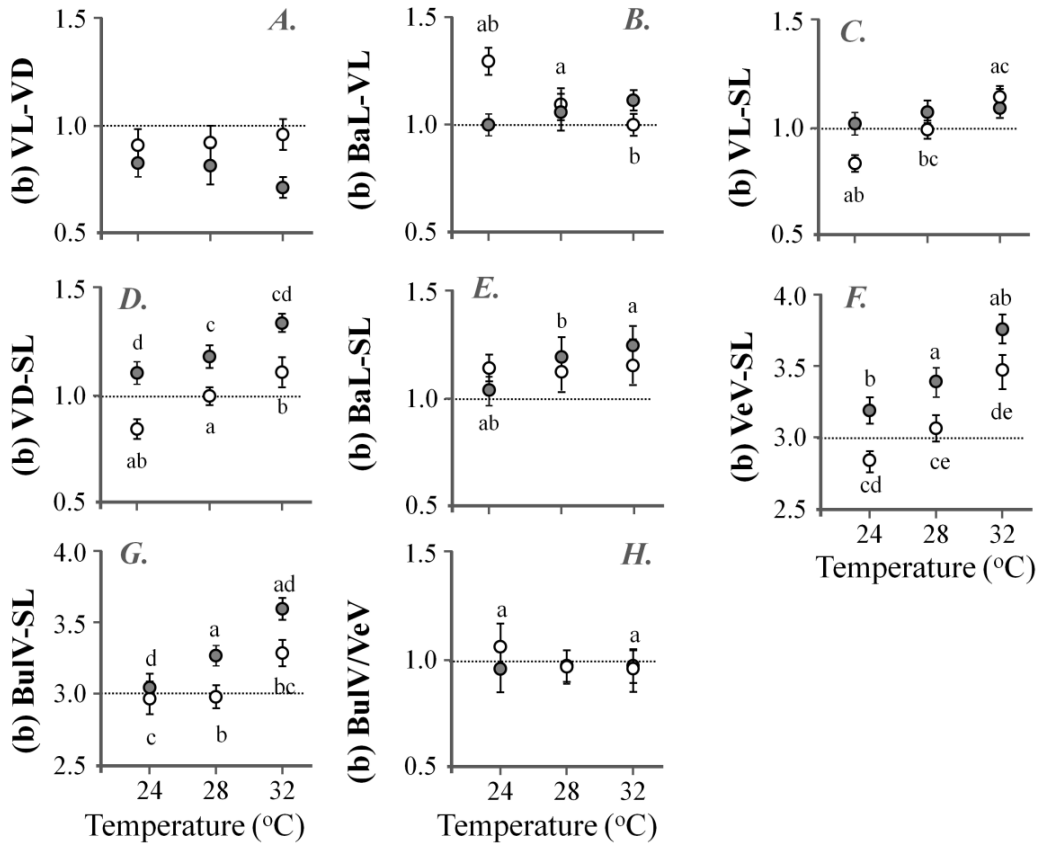 1.5
A.
(b) VL-VD
1.0
0.5
1.5
B.
ab
a
(b) BaL-VL
1.0
b
0.5
1.5
C.
ac
(b) VL-SL
1.0
ab
bc
0.5
1.5
D.
d
c
cd
(b) VD-SL
1.0
ab
a
b
0.5
1.5
E.
b
a
(b) BaL-SL
1.0
ab
0.5
4.0
F.
ab
3.5
a
b
(b) VeV-SL
3.0
de
ce
cd
2.5
24 28 32
Temperature (°C)
4.0
G.
ad
3.5
a
d
(b) BulV-SL
3.0
bc
c
b
2.5
24 28 32
Temperature (°C)
1.5
H.
a
a
(b) BulV/VeV
1.0
0.5
24 28 32
Temperature (°C)